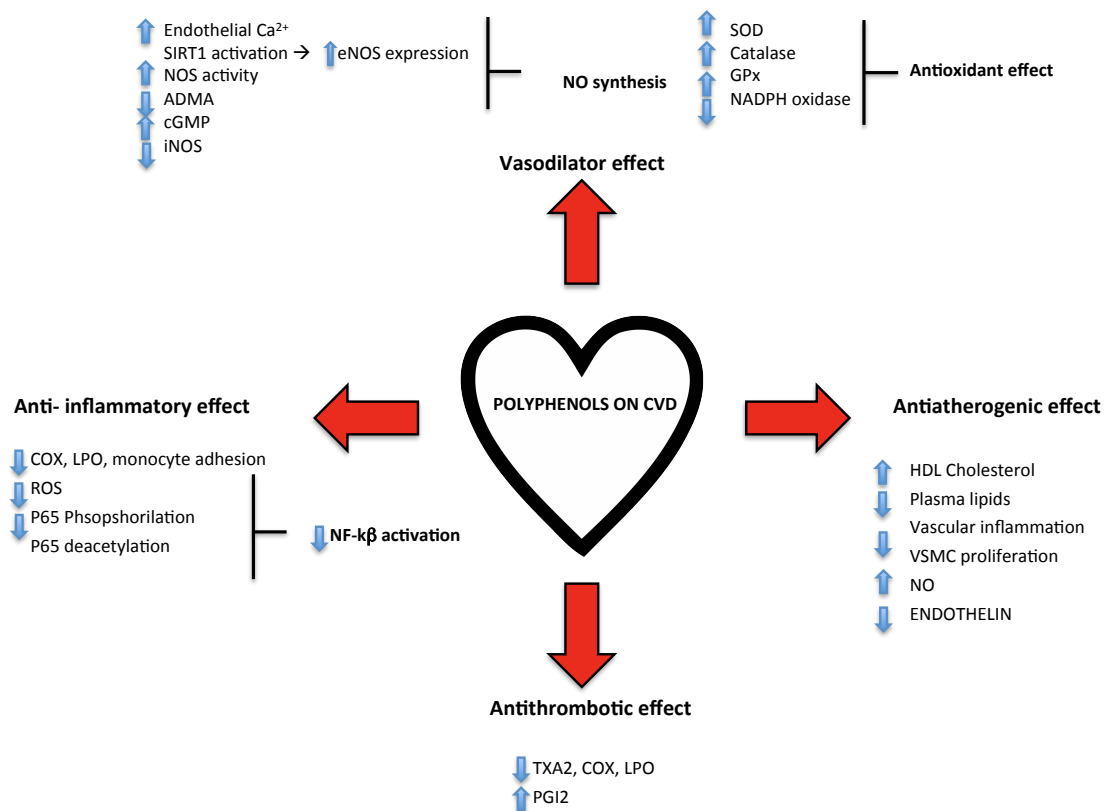 Endothelial Ca²⁺
SIRT1 activation → eNOS expression
NOS activity
ADMA
cGMP
iNOS
NO synthesis
SOD
Catalase
GPx
NADPH oxidase
Antioxidant effect
Vasodilator effect
POLYPHENOLS ON CVD
Anti- inflammatory effect
COX, LPO, monocyte adhesion
ROS
P65 Phsopshorilation
P65 deacetylation
NF-kβ activation
Antiatherogenic effect
HDL Cholesterol
Plasma lipids
Vascular inflammation
VSMC proliferation
NO
ENDOTHELIN
Antithrombotic effect
TXA2, COX, LPO
PGI2